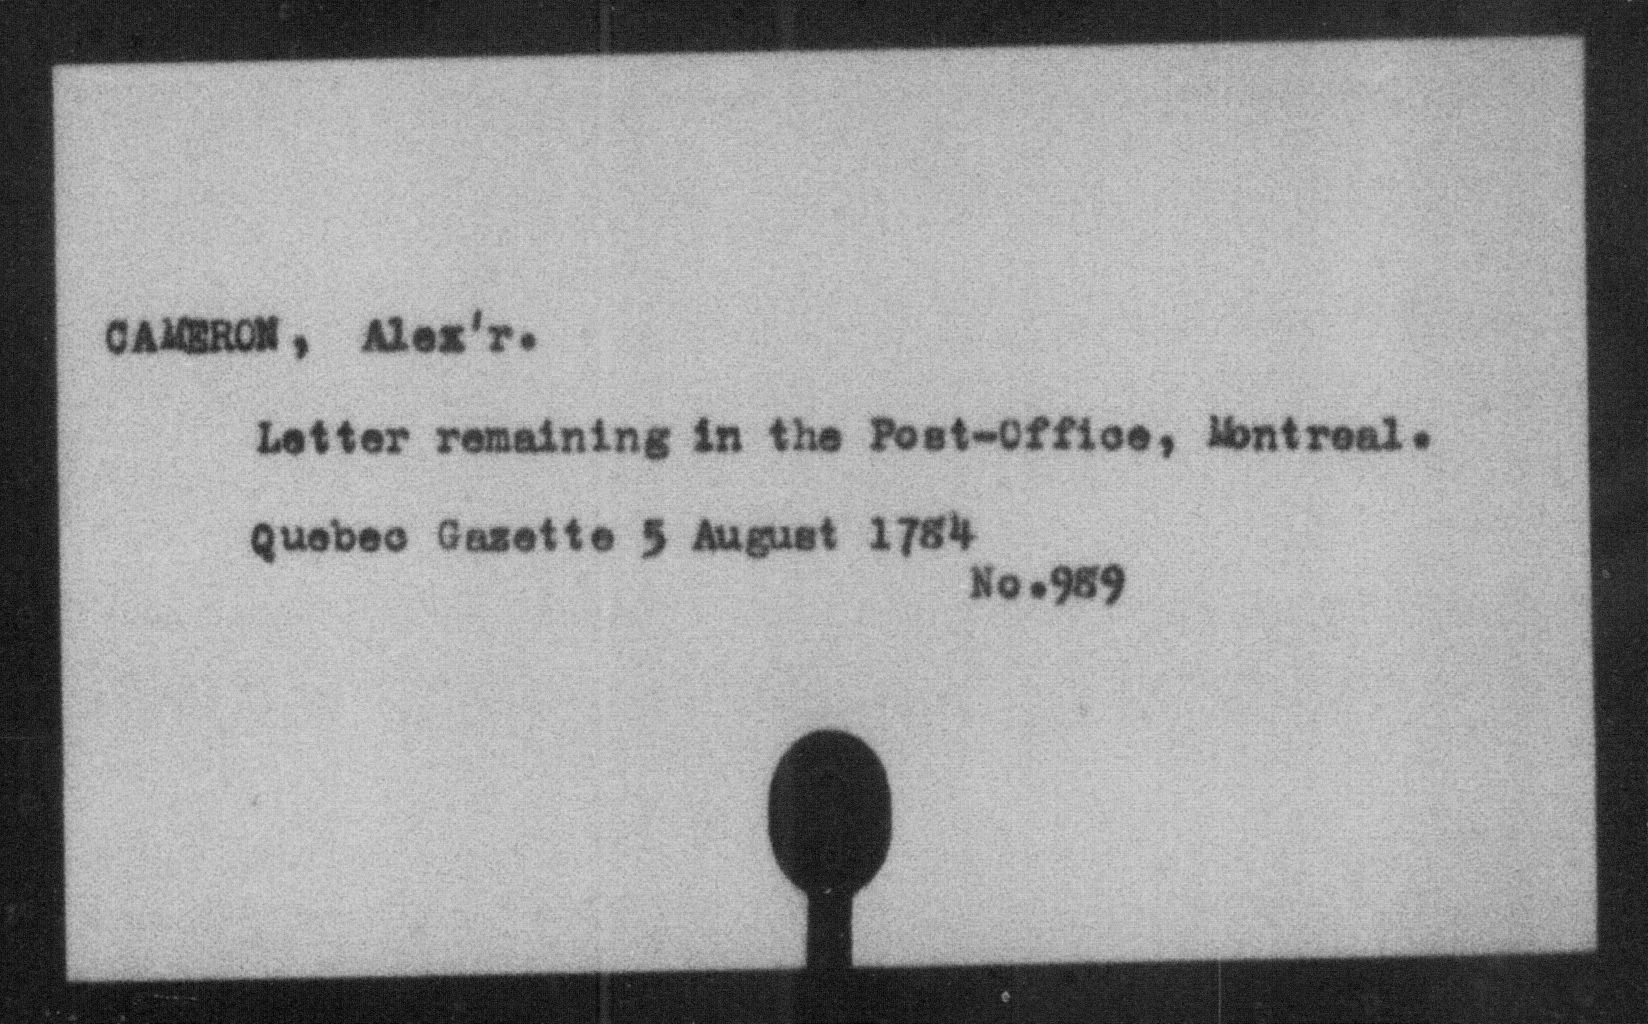 CAMERON, Alex'r.
Letter remaining in the Post-Office, Montreal.
Quebec Gazette 5 August 1784
No.989